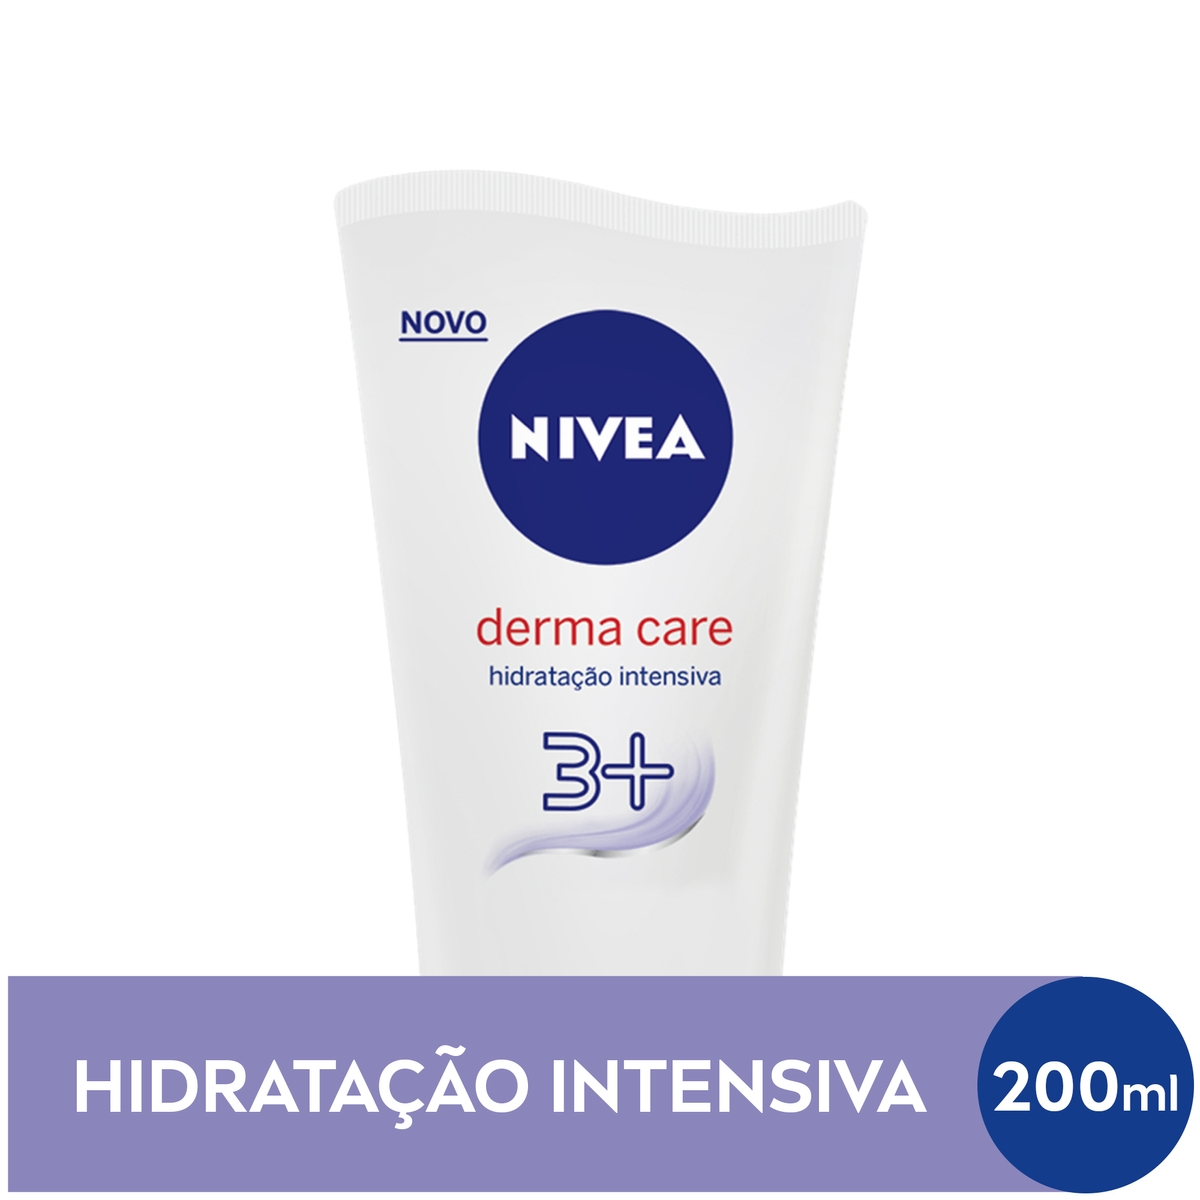 NOVO
NIVEA
derma care
hidratação intensiva
3+
HIDRATAÇÃO INTENSIVA
200ml